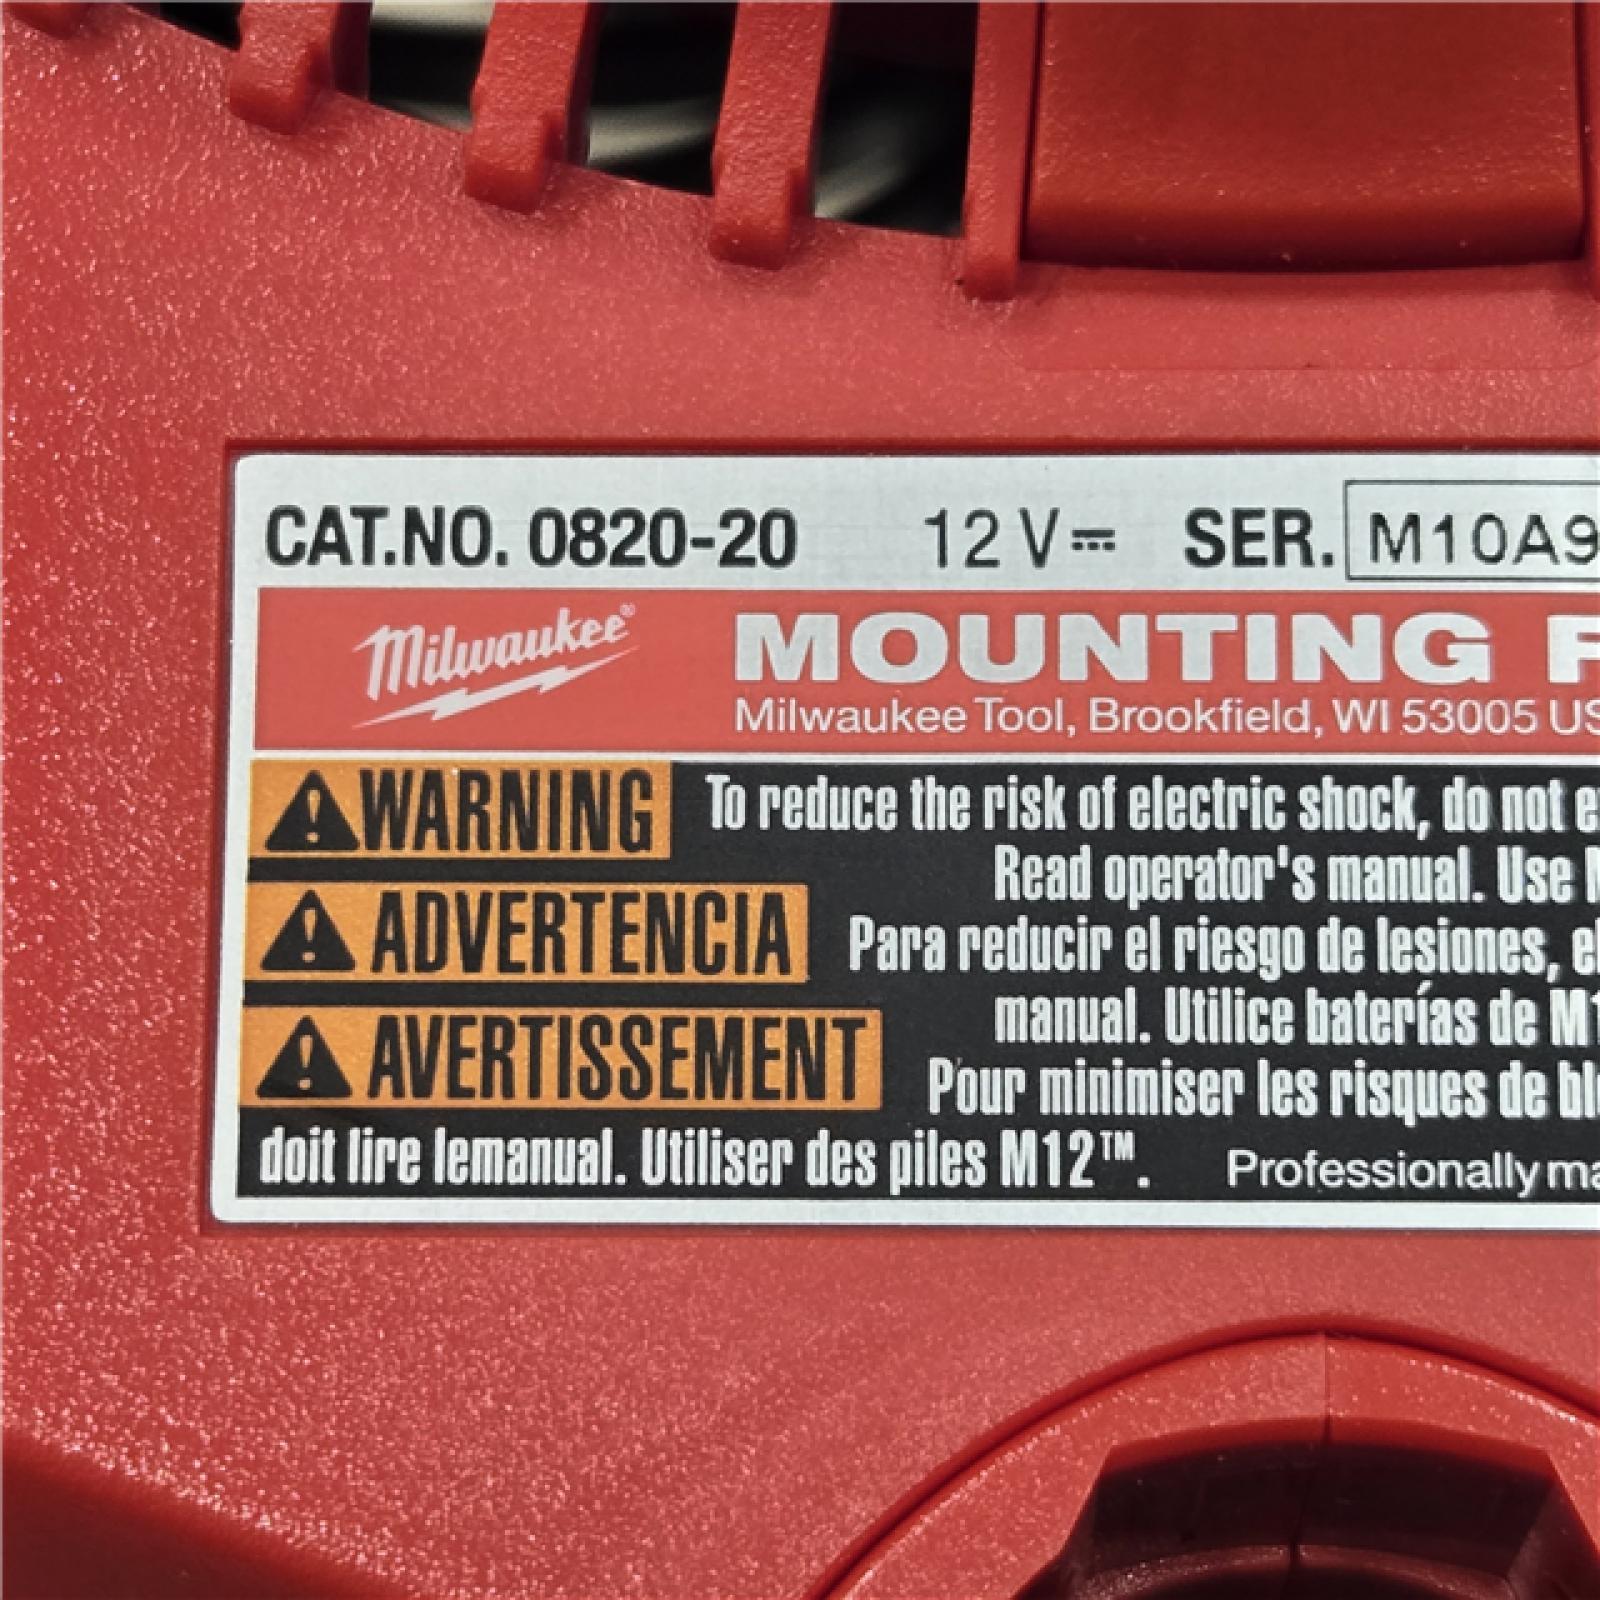 CAT.NO. 0820-20 12 V SER. M10A9
Milwaukee® MOUNTING
Milwaukee Tool, Brookfield, WI 53005
WARNING To reduce the risk of electric shock, do not
Read operator's manual. Use
ADVERTENCIA Para reducir el riesgo de lesiones,
manual. Utilice baterías de
AVERTISSEMENT Pour minimiser les risques de
doit lire lemanual. Utiliser des piles M12™. Professionally